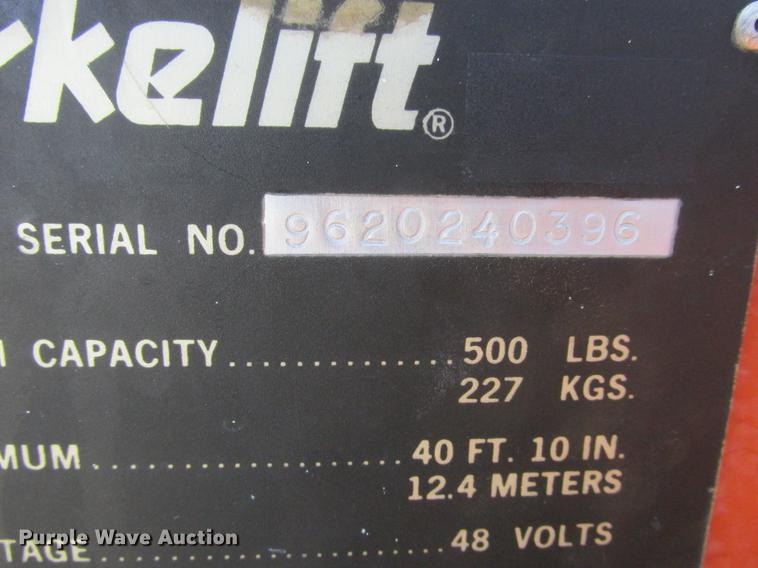 rkelift®
SERIAL NO. 9620240396
CAPACITY.............. 500 LBS.
227 KGS.
MUM.................... 40 FT. 10 IN.
12.4 METERS
TAGE...................... 48 VOLTS
Purple Wave Auction